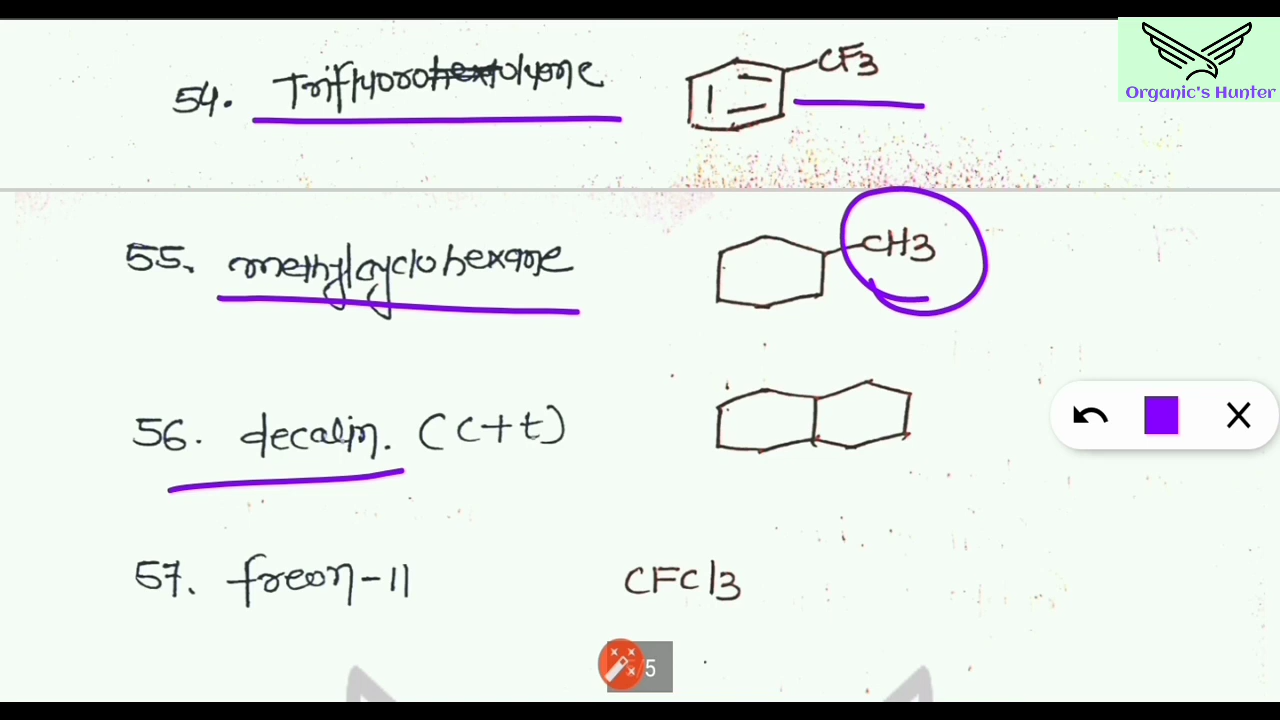 Organic's Hunter
54. Trifluorotoluene CF3
55. methylcyclohexane CH3
56. decalin. (c+t)
57. freon-11 CFCl3
5